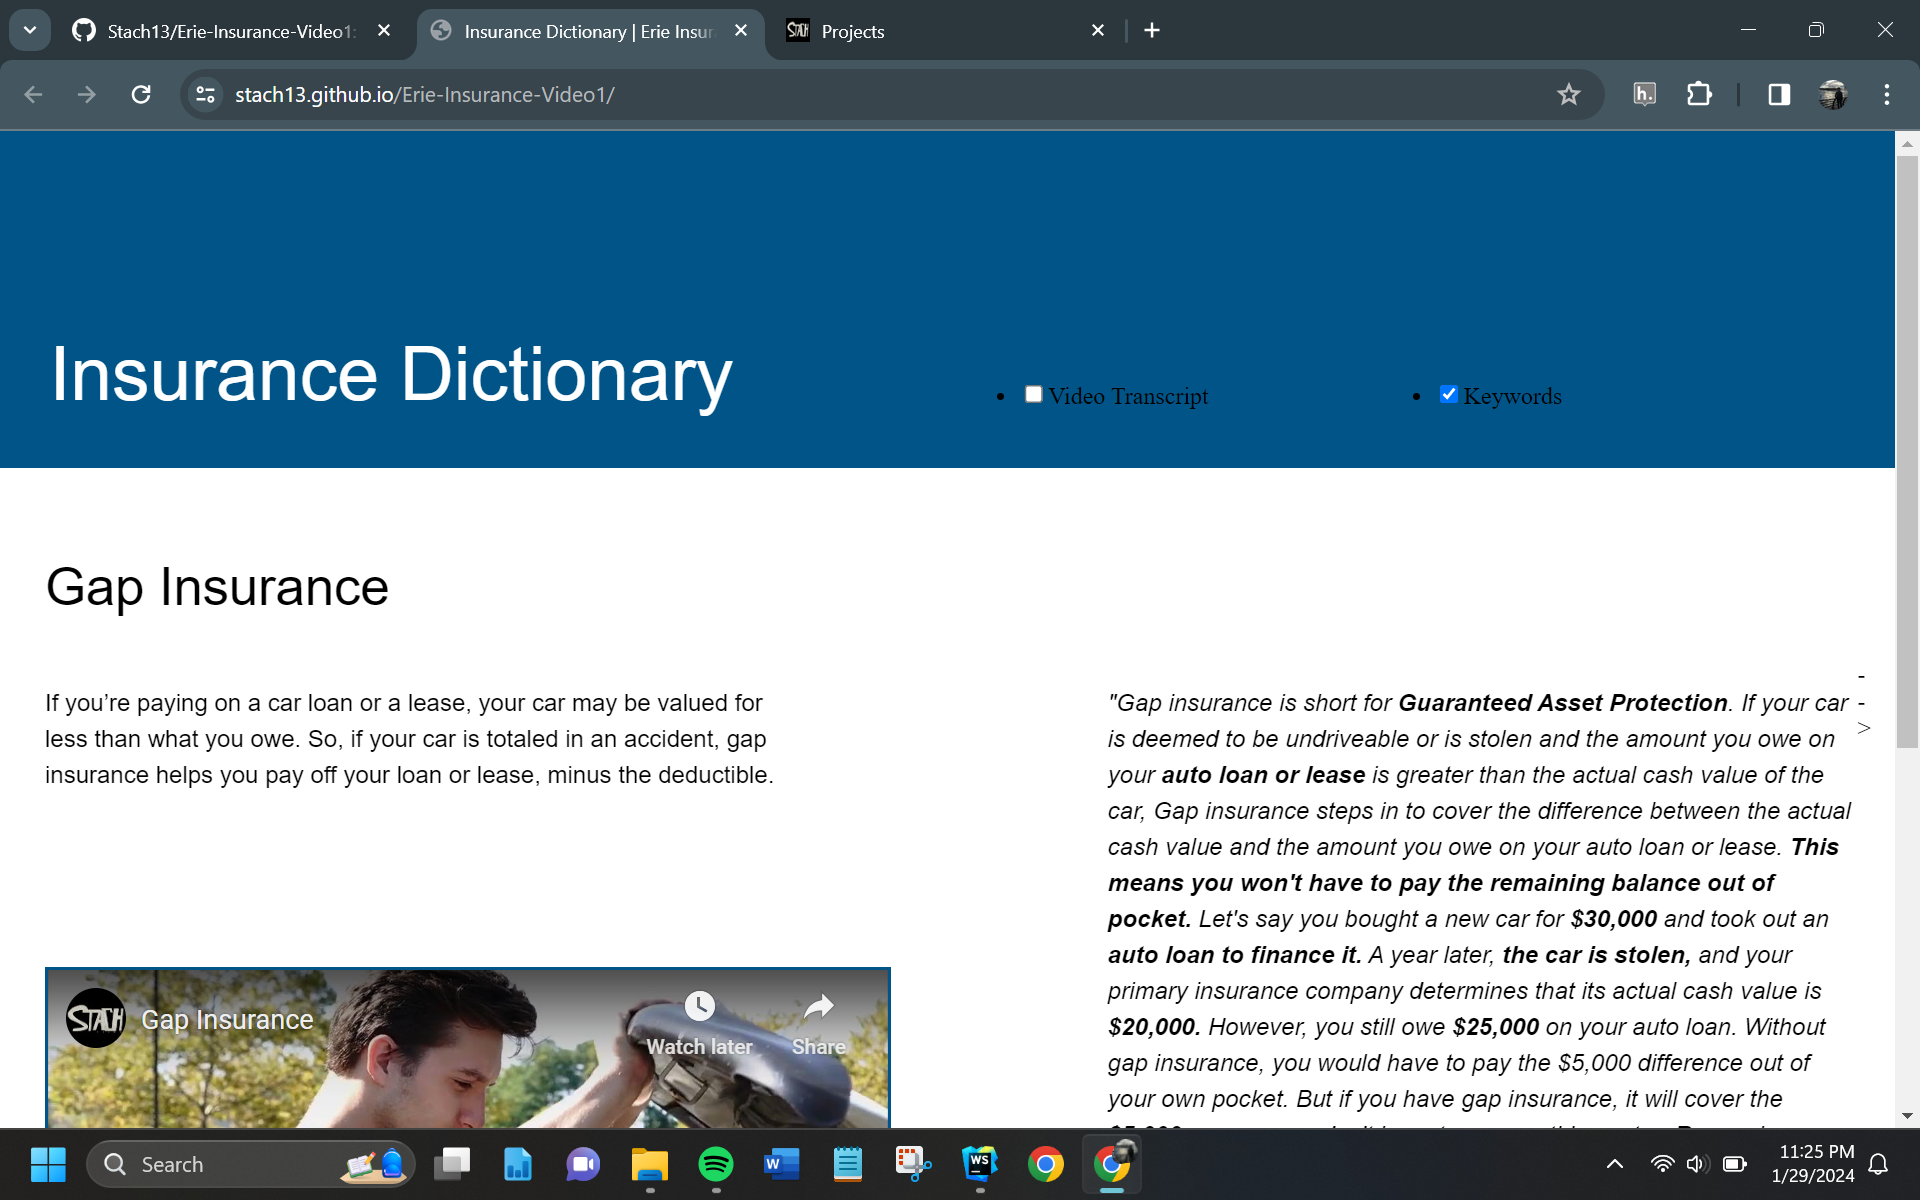 Stach13/Erie-Insurance-Video1:
Insurance Dictionary | Erie Insur
STACH
Projects
stach13.github.io/Erie-Insurance-Video1/
h.
Insurance Dictionary
• Video Transcript
• Keywords
Gap Insurance
If you’re paying on a car loan or a lease, your car may be valued for
less than what you owe. So, if your car is totaled in an accident, gap
insurance helps you pay off your loan or lease, minus the deductible.
-
-
>
"Gap insurance is short for Guaranteed Asset Protection. If your car
is deemed to be undriveable or is stolen and the amount you owe on
your auto loan or lease is greater than the actual cash value of the
car, Gap insurance steps in to cover the difference between the actual
cash value and the amount you owe on your auto loan or lease. This
means you won't have to pay the remaining balance out of
pocket. Let's say you bought a new car for $30,000 and took out an
auto loan to finance it. A year later, the car is stolen, and your
primary insurance company determines that its actual cash value is
$20,000. However, you still owe $25,000 on your auto loan. Without
gap insurance, you would have to pay the $5,000 difference out of
your own pocket. But if you have gap insurance, it will cover the
STACH
Gap Insurance
Watch later
Share
Search
W
WS
11:25 PM
1/29/2024